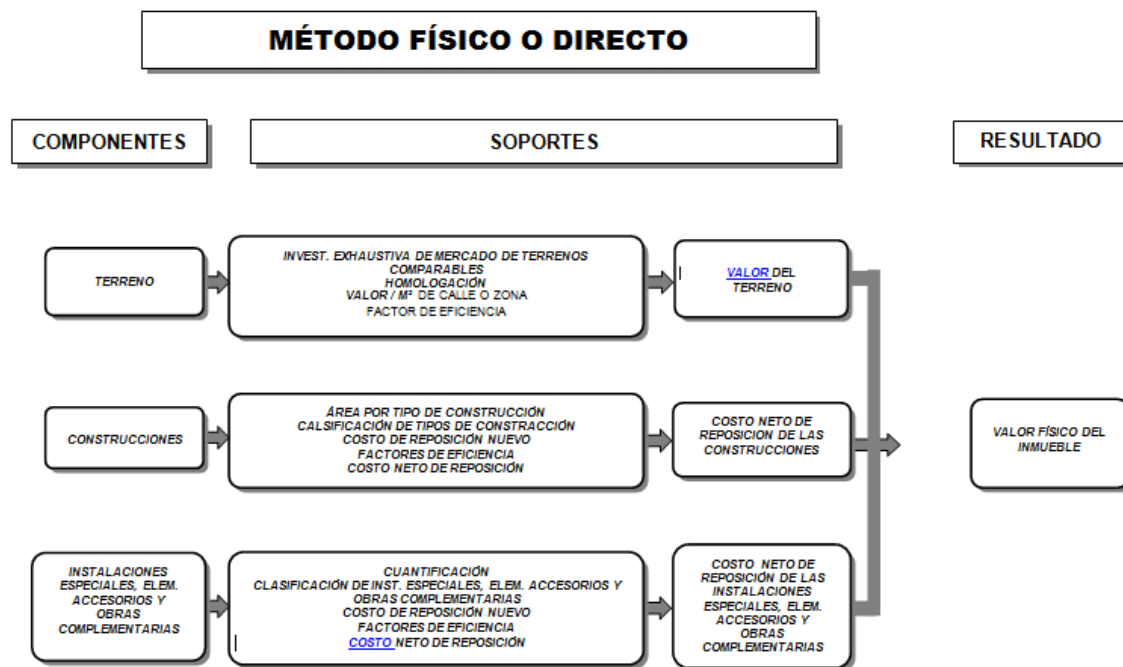 MÉTODO FÍSICO O DIRECTO
COMPONENTES
SOPORTES
RESULTADO
TERRENO
INVEST. EXHAUSTIVA DE MERCADO DE TERRENOS
COMPARABLES
HOMOLOGACIÓN
VALOR / M² DE CALLE O ZONA
FACTOR DE EFICIENCIA
VALOR DEL
TERRENO
CONSTRUCCIONES
ÁREA POR TIPO DE CONSTRUCCIÓN
CALSIFICACIÓN DE TIPOS DE CONSTRACCIÓN
COSTO DE REPOSICIÓN NUEVO
FACTORES DE EFICIENCIA
COSTO NETO DE REPOSICIÓN
COSTO NETO DE
REPOSICION DE LAS
CONSTRUCCIONES
VALOR FÍSICO DEL
INMUEBLE
INSTALACIONES
ESPECIALES, ELEM.
ACCESORIOS Y
OBRAS
COMPLEMENTARIAS
CUANTIFICACIÓN
CLASIFICACIÓN DE INST. ESPECIALES, ELEM. ACCESORIOS Y
OBRAS COMPLEMENTARIAS
COSTO DE REPOSICIÓN NUEVO
FACTORES DE EFICIENCIA
COSTO NETO DE REPOSICIÓN
COSTO NETO DE
REPOSICIÓN DE LAS
INSTALACIONES
ESPECIALES, ELEM.
ACCESORIOS Y
OBRAS
COMPLEMENTARIAS